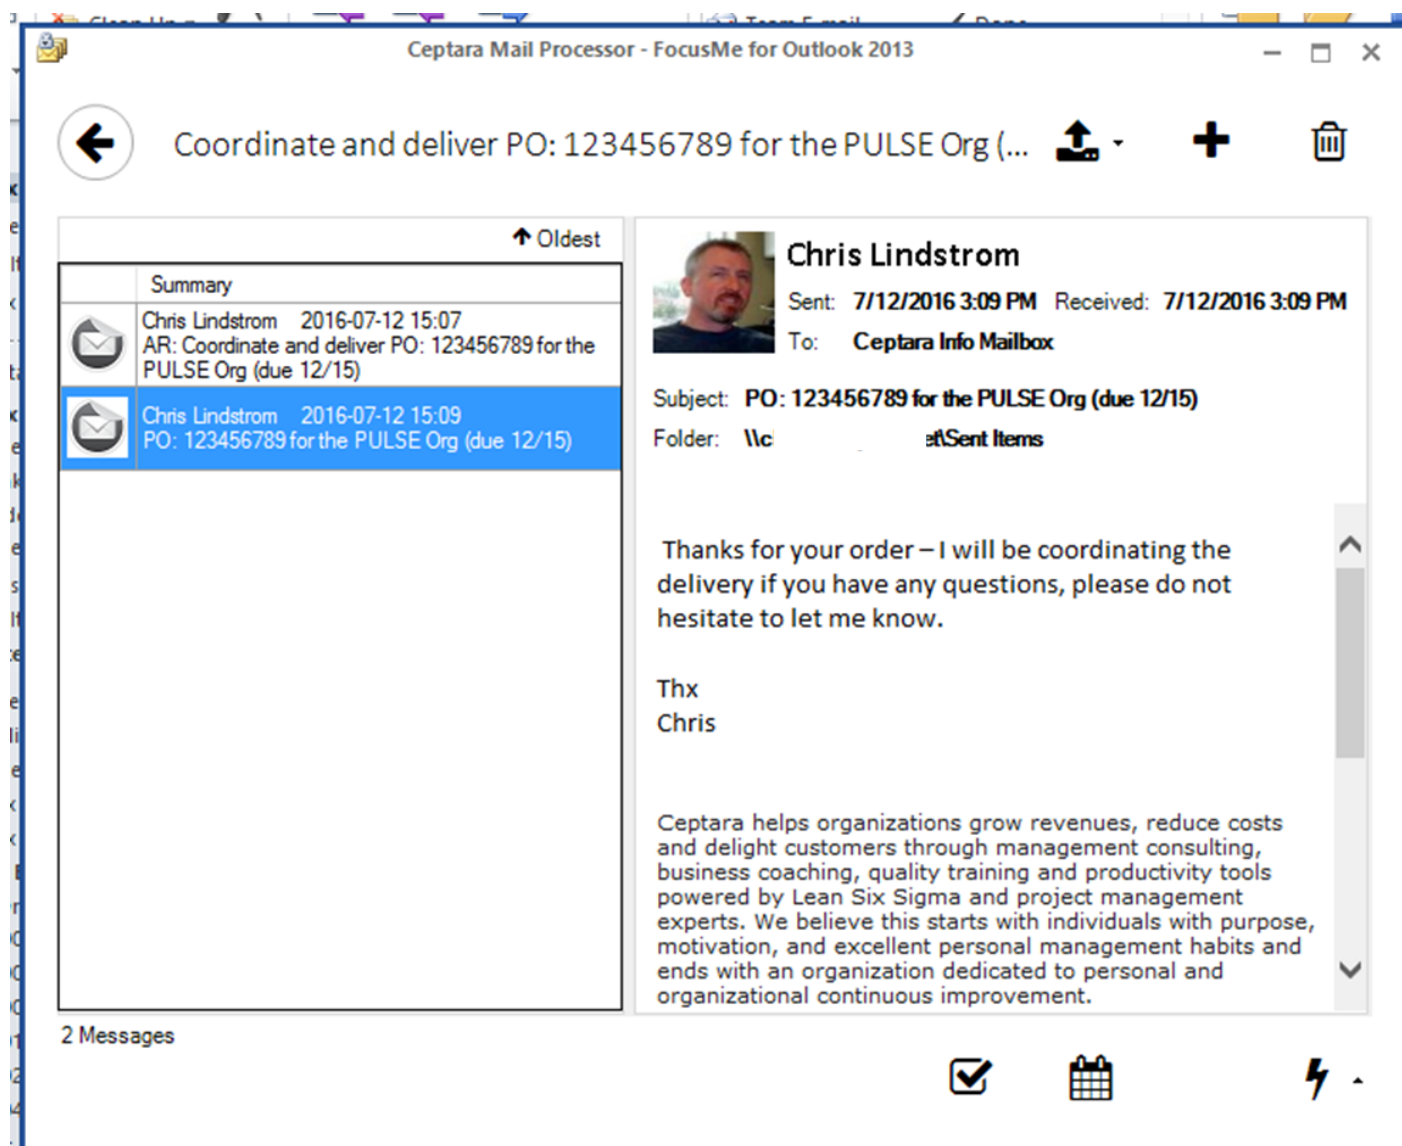 Clean Up
Team E-mail
Done
Ceptara Mail Processor - FocusMe for Outlook 2013
Coordinate and deliver PO: 123456789 for the PULSE Org (...
Oldest
Summary
Chris Lindstrom 2016-07-12 15:07
AR: Coordinate and deliver PO: 123456789 for the
PULSE Org (due 12/15)
Chris Lindstrom 2016-07-12 15:09
PO: 123456789 for the PULSE Org (due 12/15)
2 Messages
Chris Lindstrom
Sent: 7/12/2016 3:09 PM Received: 7/12/2016 3:09 PM
To: Ceptara Info Mailbox
Subject: PO: 123456789 for the PULSE Org (due 12/15)
Folder: \\c et\Sent Items
Thanks for your order – I will be coordinating the
delivery if you have any questions, please do not
hesitate to let me know.
Thx
Chris
Ceptara helps organizations grow revenues, reduce costs
and delight customers through management consulting,
business coaching, quality training and productivity tools
powered by Lean Six Sigma and project management
experts. We believe this starts with individuals with purpose,
motivation, and excellent personal management habits and
ends with an organization dedicated to personal and
organizational continuous improvement.